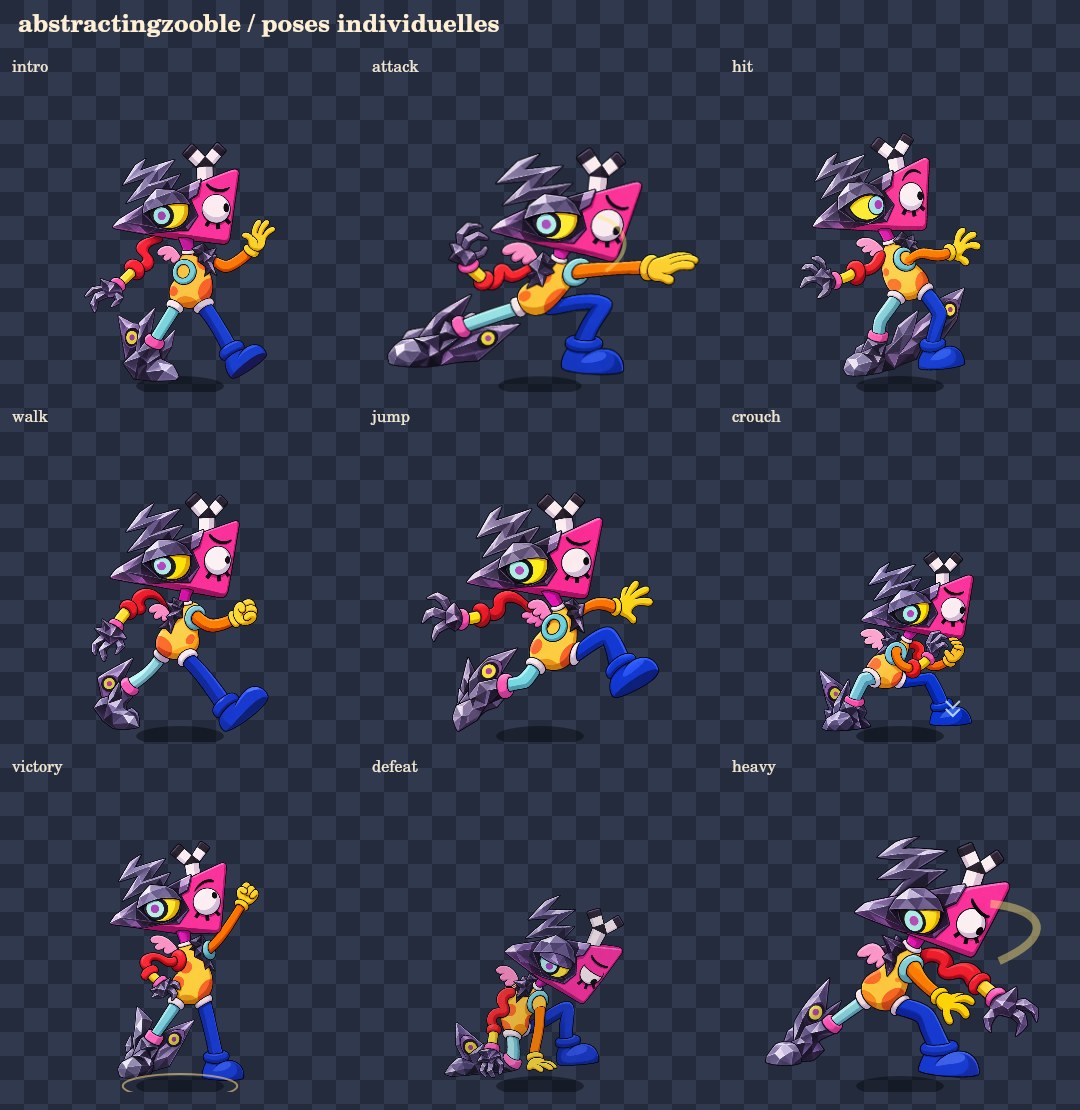 abstractingzooble / poses individuelles
intro
attack
hit
walk
jump
crouch
victory
defeat
heavy